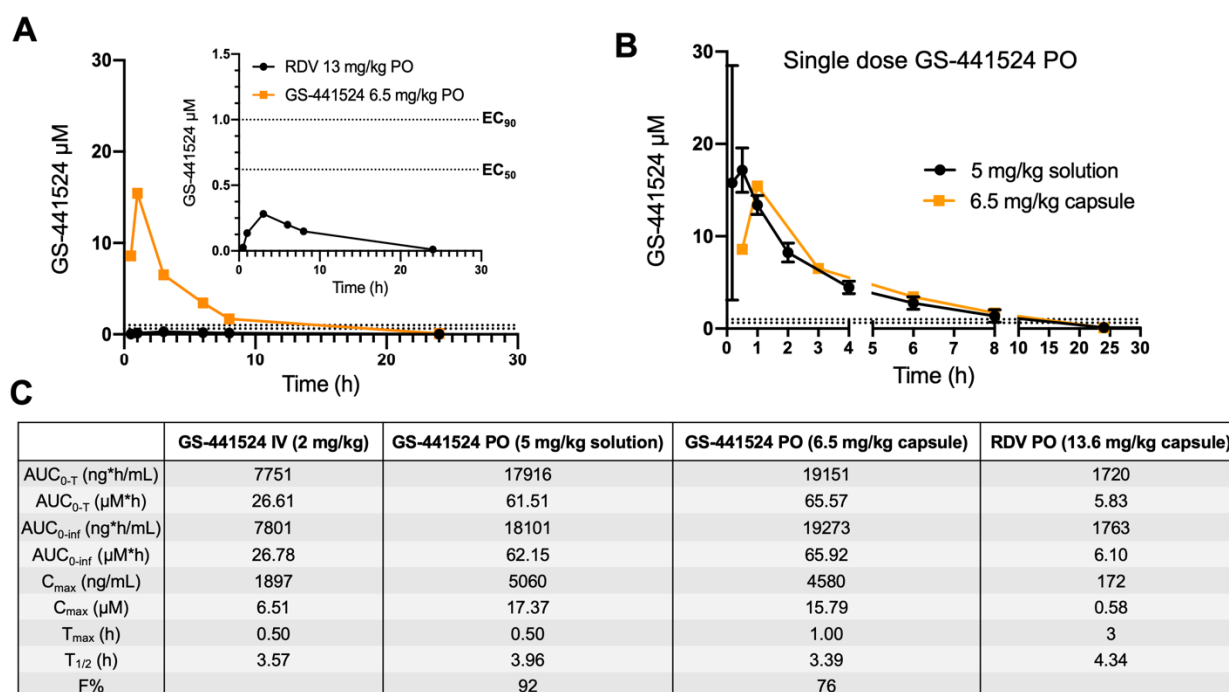 A
30
20
10
0
GS-441524 µM
0
10
20
30
Time (h)
1.5
1.0
0.5
0.0
GS-441524 µM
RDV 13 mg/kg PO
GS-441524 6.5 mg/kg PO
EC90
EC50
0
10
20
30
Time (h)
B
Single dose GS-441524 PO
30
20
10
0
GS-441524 µM
5 mg/kg solution
6.5 mg/kg capsule
0 1 2 3 4 5 6 7 8 10 15 20 25 30
Time (h)
C
GS-441524 IV (2 mg/kg) GS-441524 PO (5 mg/kg solution) GS-441524 PO (6.5 mg/kg capsule) RDV PO (13.6 mg/kg capsule)
AUC0-T (ng*h/mL) 7751 17916 19151 1720
AUC0-T (µM*h) 26.61 61.51 65.57 5.83
AUC0-inf (ng*h/mL) 7801 18101 19273 1763
AUC0-inf (µM*h) 26.78 62.15 65.92 6.10
Cmax (ng/mL) 1897 5060 4580 172
Cmax (µM) 6.51 17.37 15.79 0.58
Tmax (h) 0.50 0.50 1.00 3
T1/2 (h) 3.57 3.96 3.39 4.34
F% 92 76